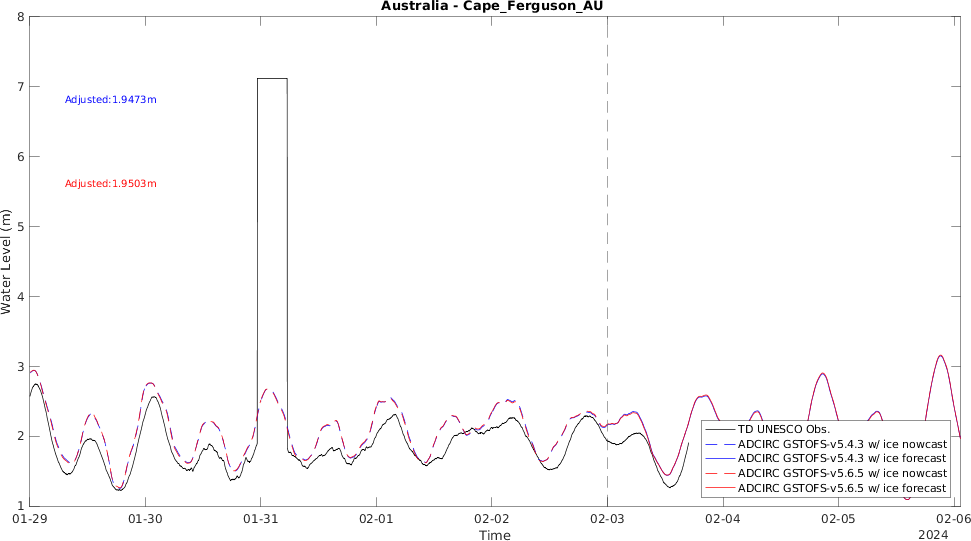 Australia - Cape_Ferguson_AU
8
7
6
5
4
3
2
1
Water Level (m)
Adjusted:1.9473m
Adjusted:1.9503m
TD UNESCO Obs.
ADCIRC GSTOFS-v5.4.3 w/ ice nowcast
ADCIRC GSTOFS-v5.4.3 w/ ice forecast
ADCIRC GSTOFS-v5.6.5 w/ ice nowcast
ADCIRC GSTOFS-v5.6.5 w/ ice forecast
01-29 01-30 01-31 02-01 02-02 02-03 02-04 02-05 02-06
Time
2024